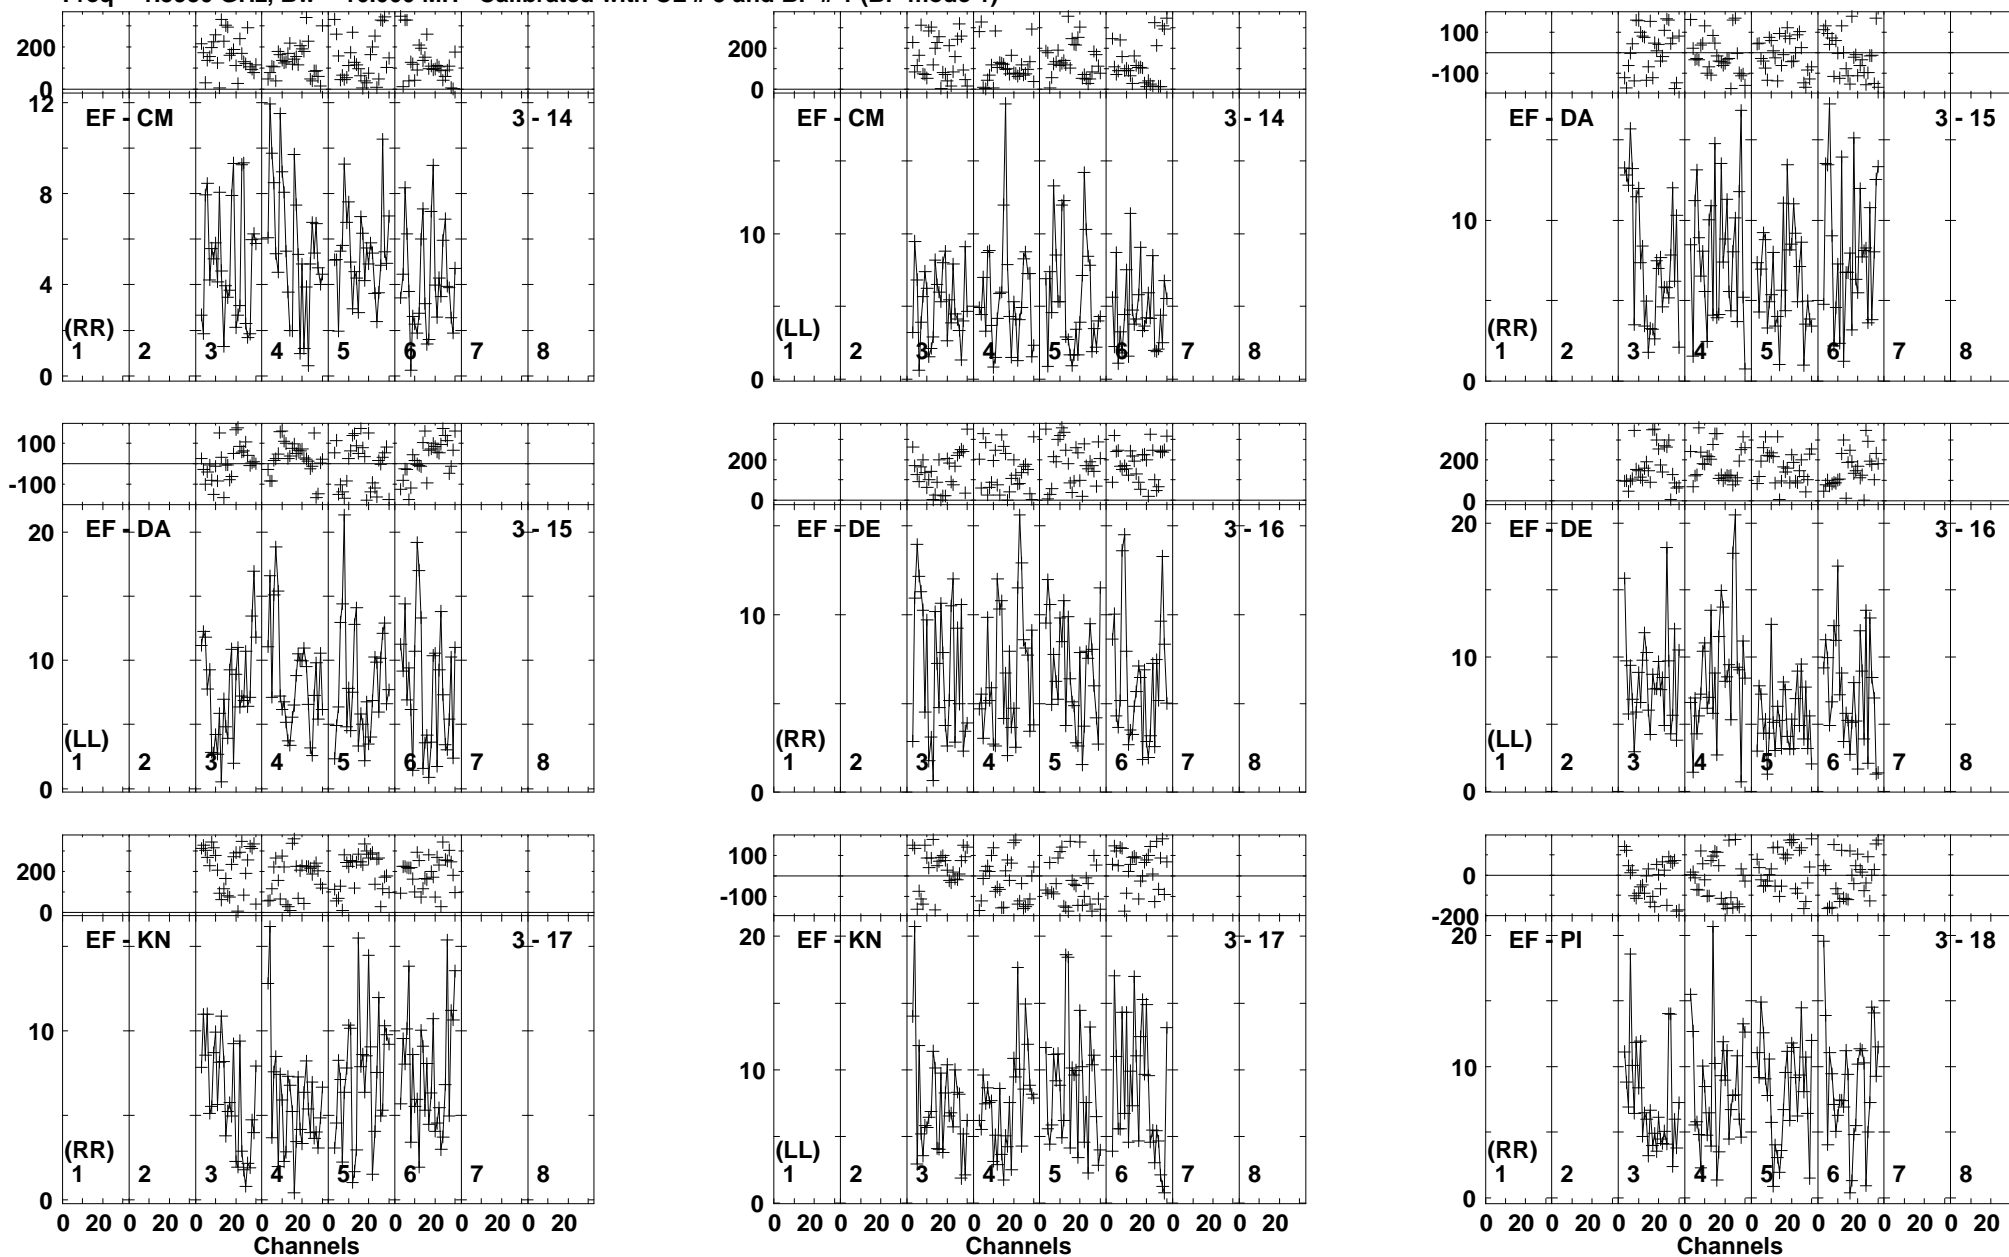 EF - CM 3 - 14 EF - CM 3 - 14 EF - DA 3 - 15
200 0 200 0 100 -100
12 8 4 0 10 0 10 0
(RR) (LL) (RR)
1 2 3 4 5 6 7 8 1 2 3 4 5 6 7 8 1 2 3 4 5 6 7 8
EF - DA 3 - 15 EF - DE 3 - 16 EF - DE 3 - 16
100 -100 200 0 200 0
20 10 0 10 0 20 10 0
(LL) (RR) (LL)
1 2 3 4 5 6 7 8 1 2 3 4 5 6 7 8 1 2 3 4 5 6 7 8
EF - KN 3 - 17 EF - KN 3 - 17 EF - PI 3 - 18
200 0 100 -100 0 -200
10 0 20 10 0 20 10 0
(RR) (LL) (RR)
1 2 3 4 5 6 7 8 1 2 3 4 5 6 7 8 1 2 3 4 5 6 7 8
0 20 0 20 0 20 0 20 0 20 0 20 0 20 0 20 0 20 0 20 0 20 0 20 0 20 0 20 0 20 0 20 0 20 0 20 0 20 0 20 0 20 0 20 0 20 0 20
Channels Channels Channels